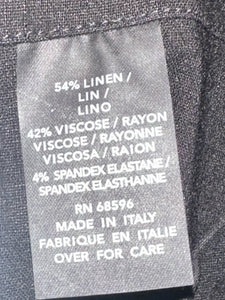 54% LINEN /
LIN /
LINO
42% VISCOSE / RAYON
VISCOSE / RAYONNE
VISCOSA / RAION
4% SPANDEX ELASTANE /
SPANDEX ELASTHANNE
RN 68596
MADE IN ITALY
FABRIQUE EN ITALIE
OVER FOR CARE